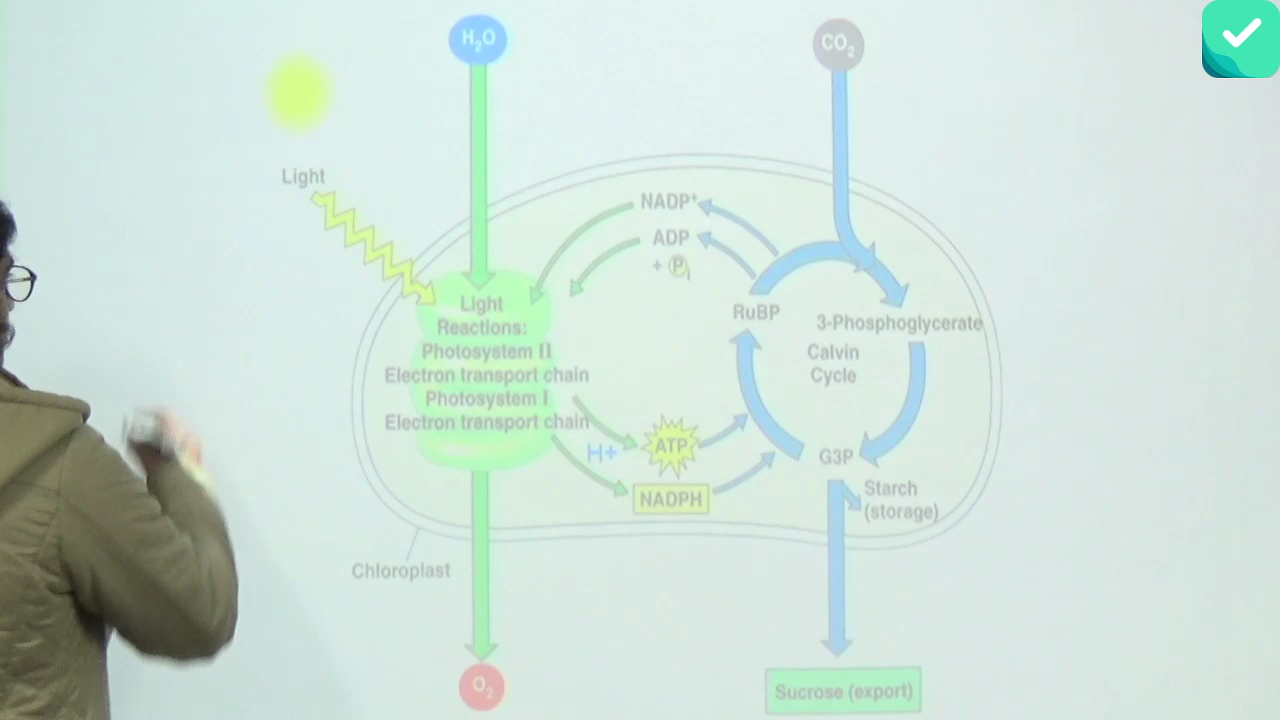 H2O
CO2
Light
NADP+
ADP
+ Pi
Light
Reactions:
Photosystem II
Electron transport chain
Photosystem I
Electron transport chain
RuBP
3-Phosphoglycerate
Calvin
Cycle
H+
ATP
G3P
NADPH
Starch
(storage)
Chloroplast
O2
Sucrose (export)